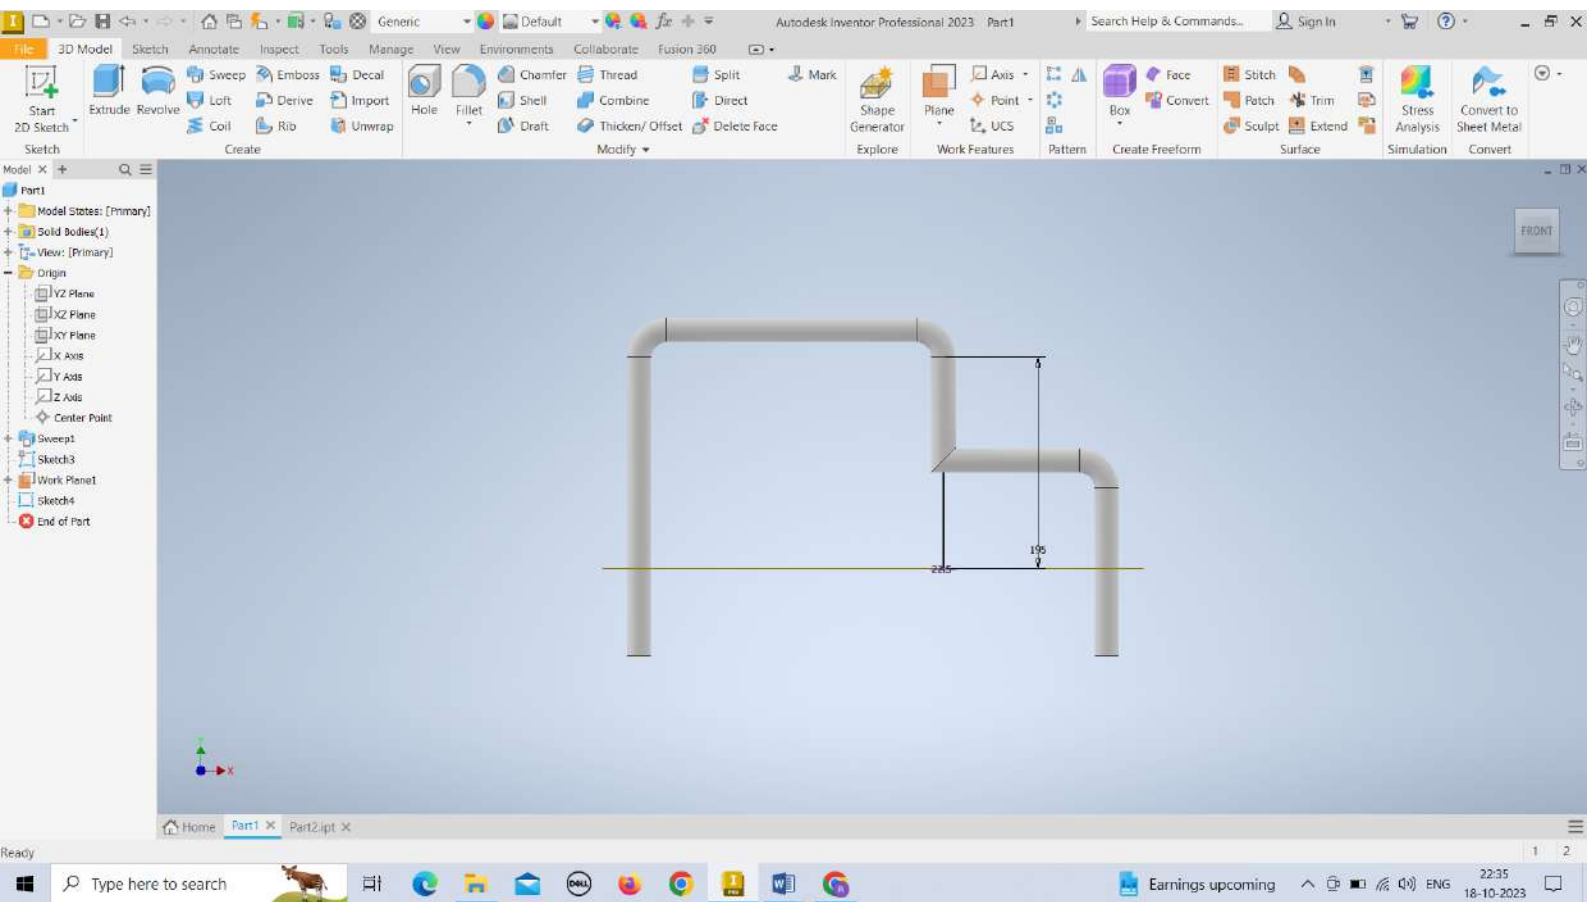 Generic
Default
Autodesk Inventor Professional 2023 Part1
Search Help & Commands...
Sign In
File 3D Model Sketch Annotate Inspect Tools Manage View Environments Collaborate Fusion 360
Start 2D Sketch
Extrude Revolve
Sweep Emboss Decal
Loft Derive Import
Coil Rib Unwrap
Hole Fillet
Chamfer Thread Split
Shell Combine Direct
Draft Thicken/ Offset Delete Face
Mark
Shape Generator
Plane
Axis
Point
UCS
Box
Face
Convert
Stitch
Patch Trim
Sculpt Extend
Stress Analysis
Convert to Sheet Metal
Sketch Create Modify Explore Work Features Pattern Create Freeform Surface Simulation Convert
Model
Part1
Model States: [Primary]
Solid Bodies(1)
View: [Primary]
Origin
YZ Plane
XZ Plane
XY Plane
X Axis
Y Axis
Z Axis
Center Point
Sweep1
Sketch3
Work Plane1
Sketch4
End of Part
FRONT
195
22.5
X
Home Part1 Part2.ipt
Ready
1 2
Type here to search
DELL
Earnings upcoming
ENG
22:35
18-10-2023